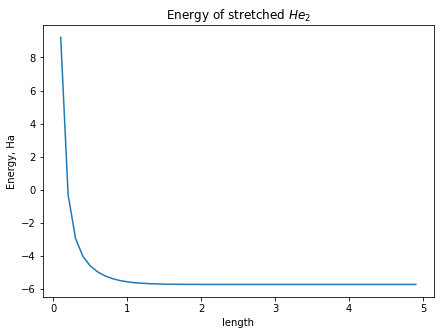 Energy of stretched He₂
Energy, Ha
8
6
4
2
0
−2
−4
−6
0 1 2 3 4 5
length